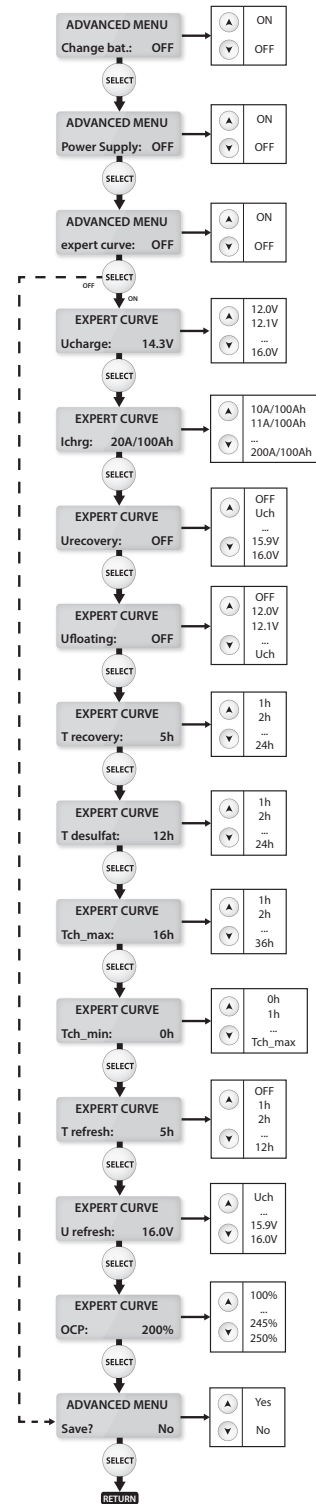 ADVANCED MENU
Change bat.: OFF
ON
OFF
SELECT
ADVANCED MENU
Power Supply: OFF
ON
OFF
SELECT
ADVANCED MENU
expert curve: OFF
ON
OFF
OFF
SELECT
ON
EXPERT CURVE
Ucharge: 14.3V
12.0V
12.1V
...
16.0V
SELECT
EXPERT CURVE
Ichrg: 20A/100Ah
10A/100Ah
11A/100Ah
...
200A/100Ah
SELECT
EXPERT CURVE
Urecovery: OFF
OFF
Uch
...
15.9V
16.0V
SELECT
EXPERT CURVE
Ufloating: OFF
OFF
12.0V
12.1V
...
Uch
SELECT
EXPERT CURVE
T recovery: 5h
1h
2h
...
24h
SELECT
EXPERT CURVE
T desulfat: 12h
1h
2h
...
24h
SELECT
EXPERT CURVE
Tch_max: 16h
1h
2h
...
36h
SELECT
EXPERT CURVE
Tch_min: 0h
0h
1h
...
Tch_max
SELECT
EXPERT CURVE
T refresh: 5h
OFF
1h
2h
...
12h
SELECT
EXPERT CURVE
U refresh: 16.0V
Uch
...
15.9V
16.0V
SELECT
EXPERT CURVE
OCP: 200%
100%
...
245%
250%
SELECT
ADVANCED MENU
Save? No
Yes
No
SELECT
RETURN